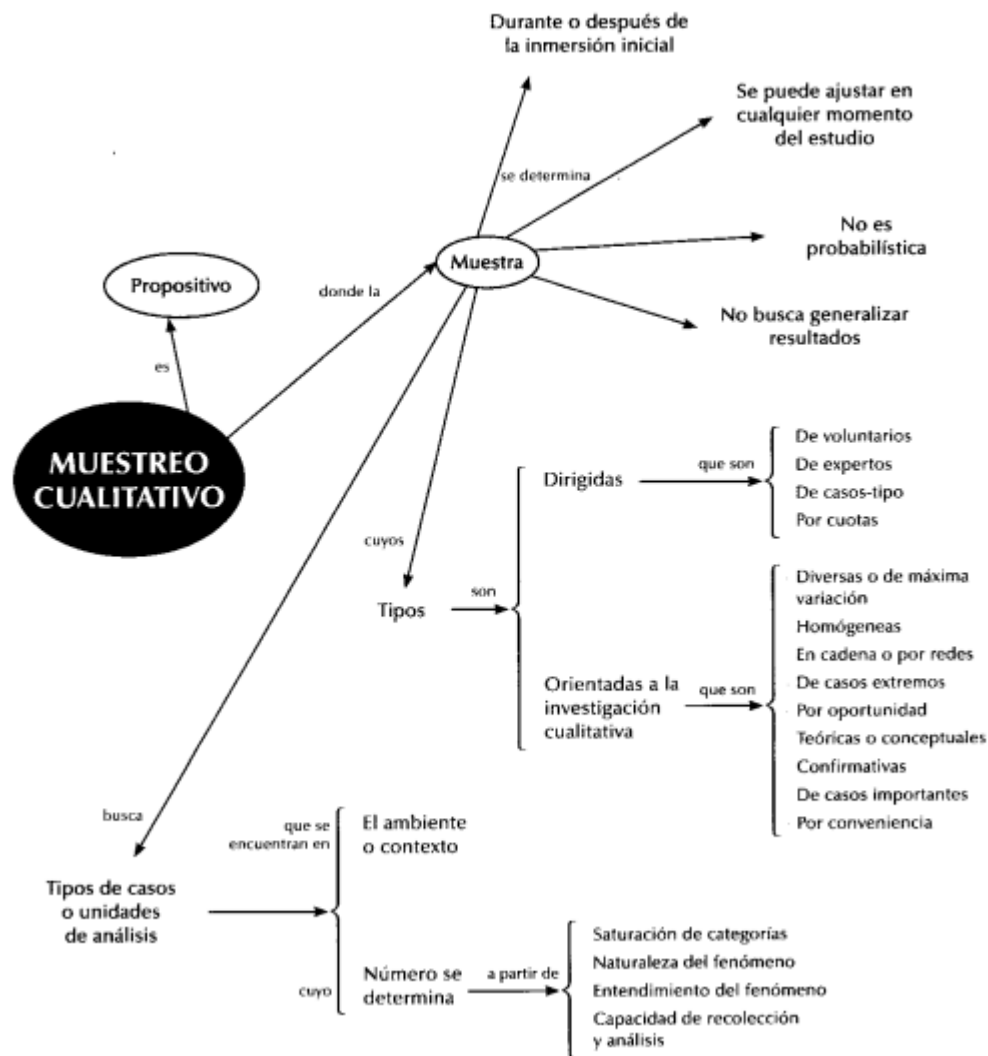 Durante o después de
la inmersión inicial
Se puede ajustar en
cualquier momento
del estudio
se determina
No es
probabilística
Muestra
Propositivo
donde la
No busca generalizar
resultados
es
MUESTREO
CUALITATIVO
De voluntarios
Dirigidas
que son
De expertos
De casos-tipo
Por cuotas
cuyos
Diversas o de máxima
variación
Tipos
son
Homógeneas
En cadena o por redes
Orientadas a la
investigación
cualitativa
que son
De casos extremos
Por oportunidad
Teóricas o conceptuales
Confirmativas
De casos importantes
Por conveniencia
busca
que se
encuentran en
El ambiente
o contexto
Tipos de casos
o unidades
de análisis
cuyo
Número se
determina
a partir de
Saturación de categorías
Naturaleza del fenómeno
Entendimiento del fenómeno
Capacidad de recolección
y análisis